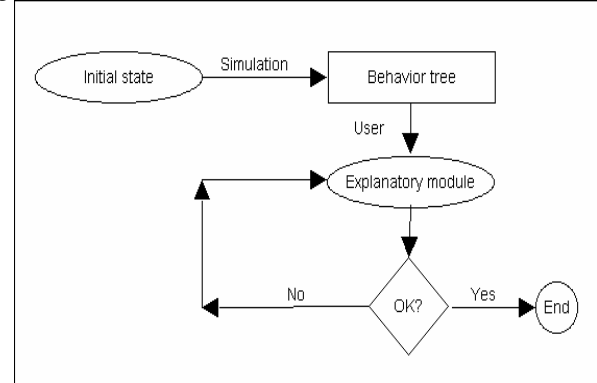 Initial state
Simulation
Behavior tree
User
Explanatory module
No
OK?
Yes
End